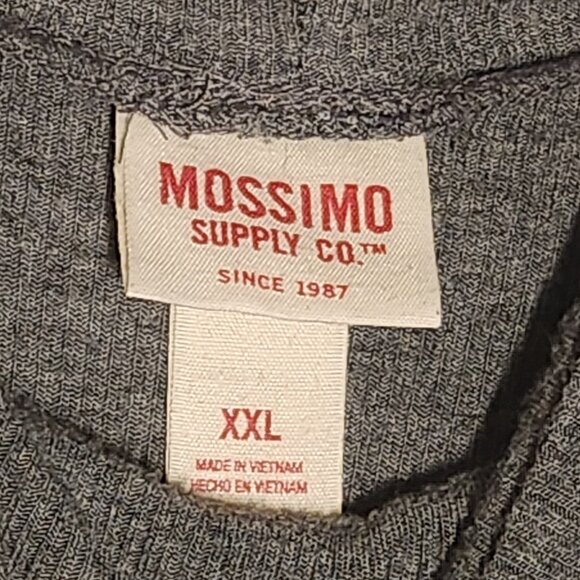 MOSSIMO
SUPPLY CO.™
SINCE 1987
XXL
MADE IN VIETNAM
HECHO EN VIETNAM